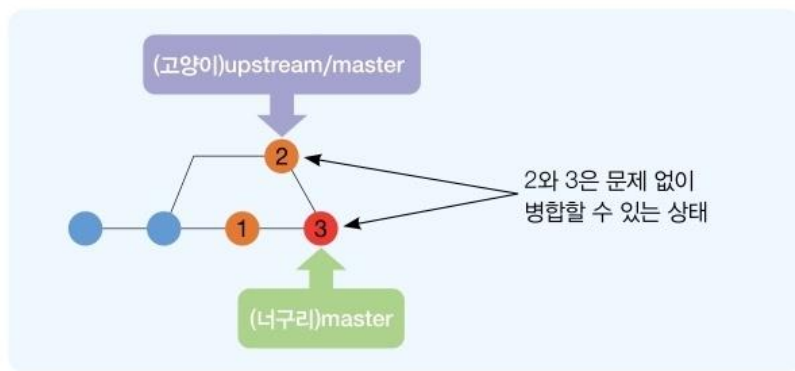 (고양이)upstream/master
2
2와 3은 문제 없이
병합할 수 있는 상태
1
3
(너구리)master